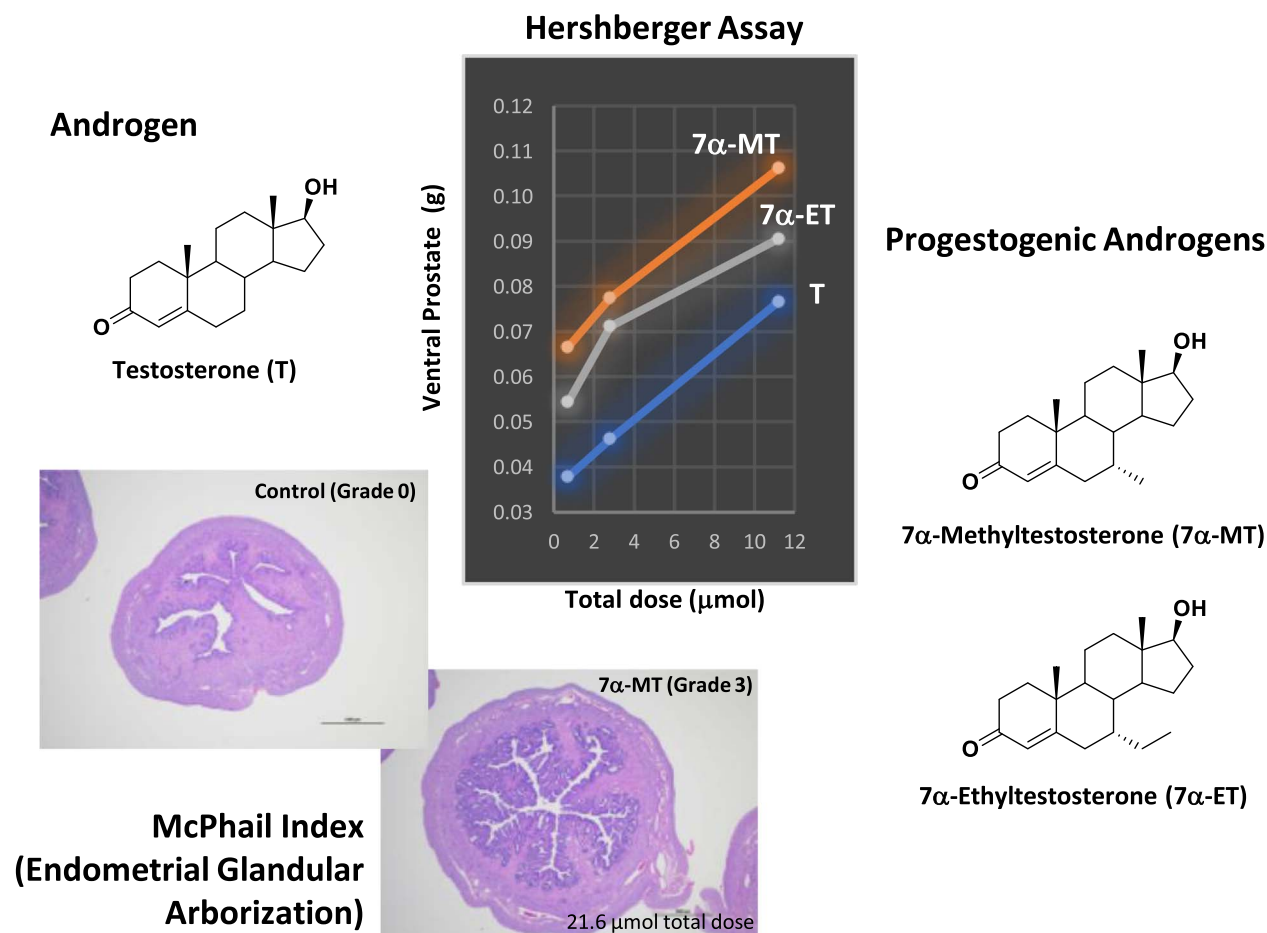 Hershberger Assay
Androgen
OH
O
Testosterone (T)
Ventral Prostate (g)
0.12
0.11
0.10
0.09
0.08
0.07
0.06
0.05
0.04
0.03
0 2 4 6 8 10 12
7α-MT
7α-ET
T
Total dose (μmol)
Progestogenic Androgens
OH
O
7α-Methyltestosterone (7α-MT)
OH
O
7α-Ethyltestosterone (7α-ET)
Control (Grade 0)
7α-MT (Grade 3)
21.6 μmol total dose
McPhail Index
(Endometrial Glandular
Arborization)